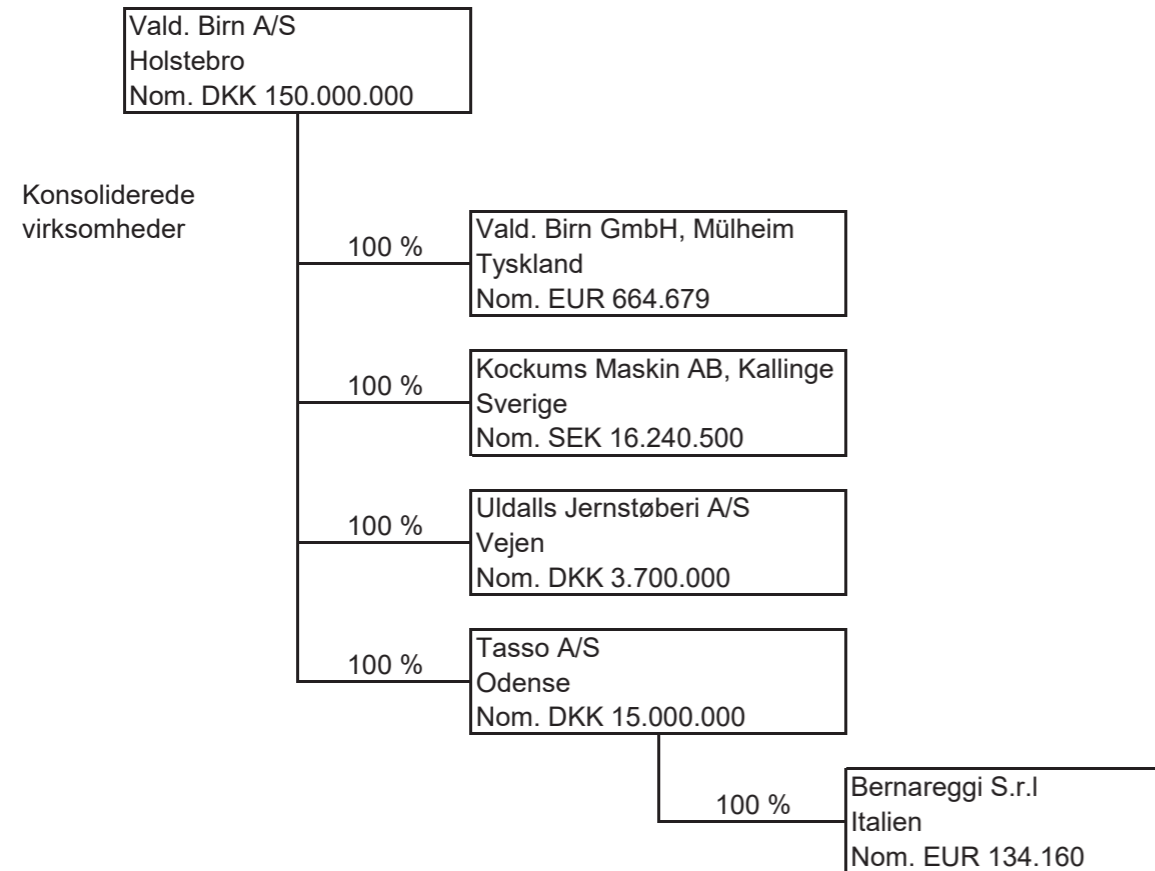 Vald. Birn A/S
Holstebro
Nom. DKK 150.000.000
Konsoliderede
virksomheder
100 %
Vald. Birn GmbH, Mülheim
Tyskland
Nom. EUR 664.679
100 %
Kockums Maskin AB, Kallinge
Sverige
Nom. SEK 16.240.500
100 %
Uldalls Jernstøberi A/S
Vejen
Nom. DKK 3.700.000
100 %
Tasso A/S
Odense
Nom. DKK 15.000.000
100 %
Bernareggi S.r.l
Italien
Nom. EUR 134.160